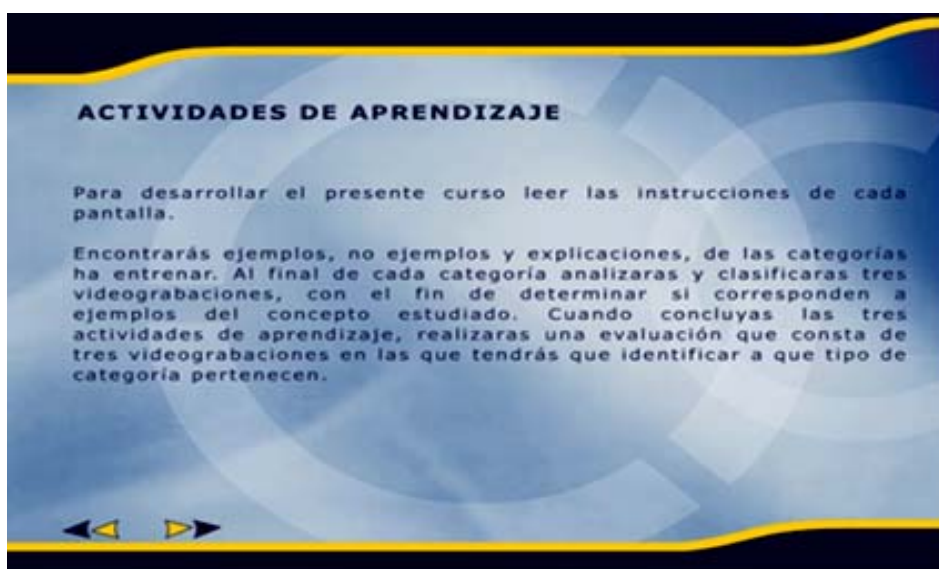 ACTIVIDADES DE APRENDIZAJE
Para desarrollar el presente curso leer las instrucciones de cada
pantalla.
Encontrarás ejemplos, no ejemplos y explicaciones, de las categorías
ha entrenar. Al final de cada categoría analizaras y clasificaras tres
videograbaciones, con el fin de determinar si corresponden a
ejemplos del concepto estudiado. Cuando concluyas las tres
actividades de aprendizaje, realizaras una evaluación que consta de
tres videograbaciones en las que tendrás que identificar a que tipo de
categoría pertenecen.